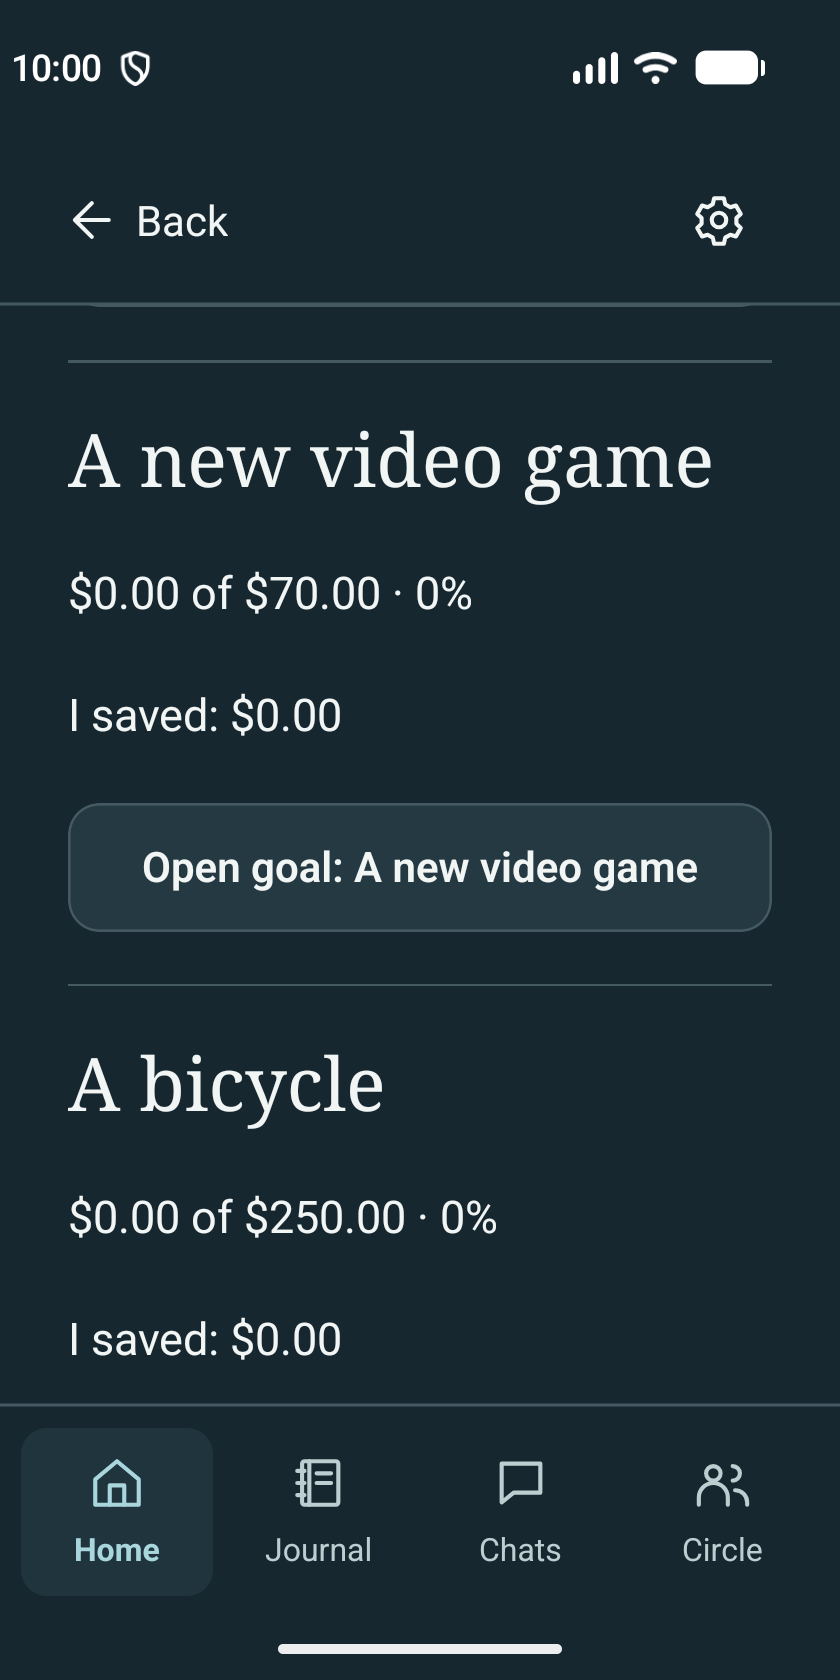 10:00
Back
A new video game
$0.00 of $70.00 · 0%
I saved: $0.00
Open goal: A new video game
A bicycle
$0.00 of $250.00 · 0%
I saved: $0.00
Home
Journal
Chats
Circle